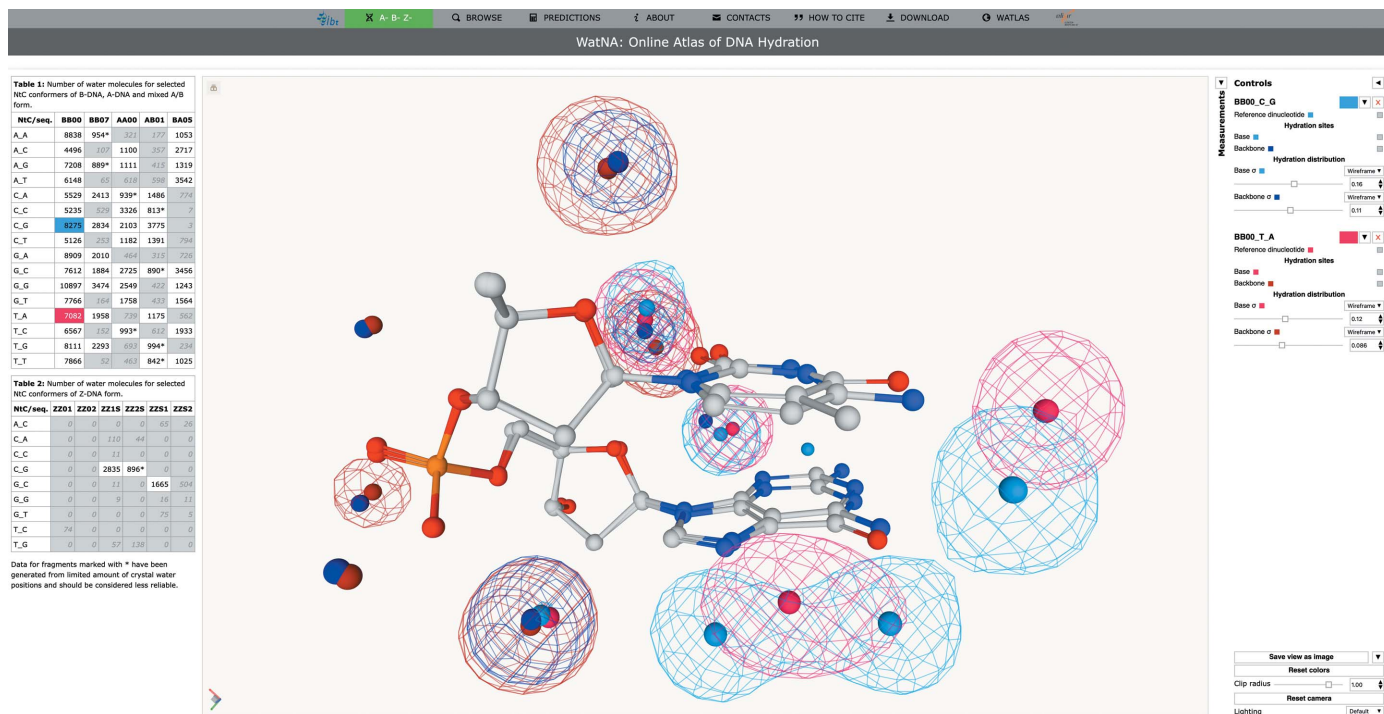 ibt A- B- Z- BROWSE PREDICTIONS ABOUT CONTACTS HOW TO CITE DOWNLOAD WATLAS
WatNA: Online Atlas of DNA Hydration
Table 1: Number of water molecules for selected
NtC conformers of B-DNA, A-DNA and mixed A/B
form.
NtC/seq. BB00 BB07 AA00 AB01 BA05
A_A 8838 954* 321 177 1053
A_C 4496 107 1100 357 2717
A_G 7208 889* 1111 415 1319
A_T 6148 65 618 598 3542
C_A 5529 2413 939* 1486 774
C_C 5235 529 3326 813* 7
C_G 8275 2834 2103 3775 3
C_T 5126 253 1182 1391 794
G_A 8909 2010 464 315 726
G_C 7612 1884 2725 890* 3456
G_G 10897 3474 2549 422 1243
G_T 7766 164 1758 433 1564
T_A 7082 1958 739 1175 562
T_C 6567 152 993* 612 1933
T_G 8111 2293 693 994* 234
T_T 7866 52 463 842* 1025
Table 2: Number of water molecules for selected
NtC conformers of Z-DNA form.
NtC/seq. ZZ01 ZZ02 ZZ1S ZZ2S ZZS1 ZZS2
A_C 0 0 0 0 65 26
C_A 0 0 110 44 0 0
C_C 0 0 11 0 0 0
C_G 0 0 2835 896* 0 0
G_C 0 0 11 0 1665 504
G_G 0 0 9 0 16 11
G_T 0 0 0 0 75 5
T_C 74 0 0 0 0 0
T_G 0 0 57 138 0 0
Data for fragments marked with * have been
generated from limited amount of crystal water
positions and should be considered less reliable.
Measurements
Controls
BB00_C_G X
Reference dinucleotide
Hydration sites
Base
Backbone
Hydration distribution
Base σ Wireframe
0.16
Backbone σ Wireframe
0.11
BB00_T_A X
Reference dinucleotide
Hydration sites
Base
Backbone
Hydration distribution
Base σ Wireframe
0.12
Backbone σ Wireframe
0.086
Save view as image
Reset colors
Clip radius 1.00
Reset camera
Lighting Default